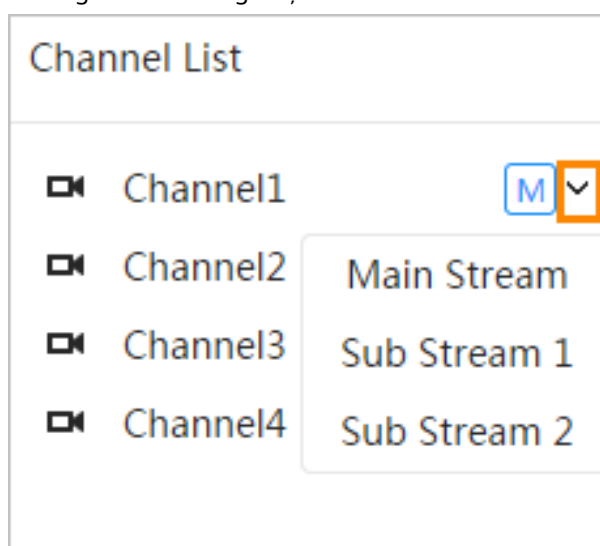 Channel List
Channel1 M
Channel2
Main Stream
Channel3
Sub Stream 1
Channel4
Sub Stream 2